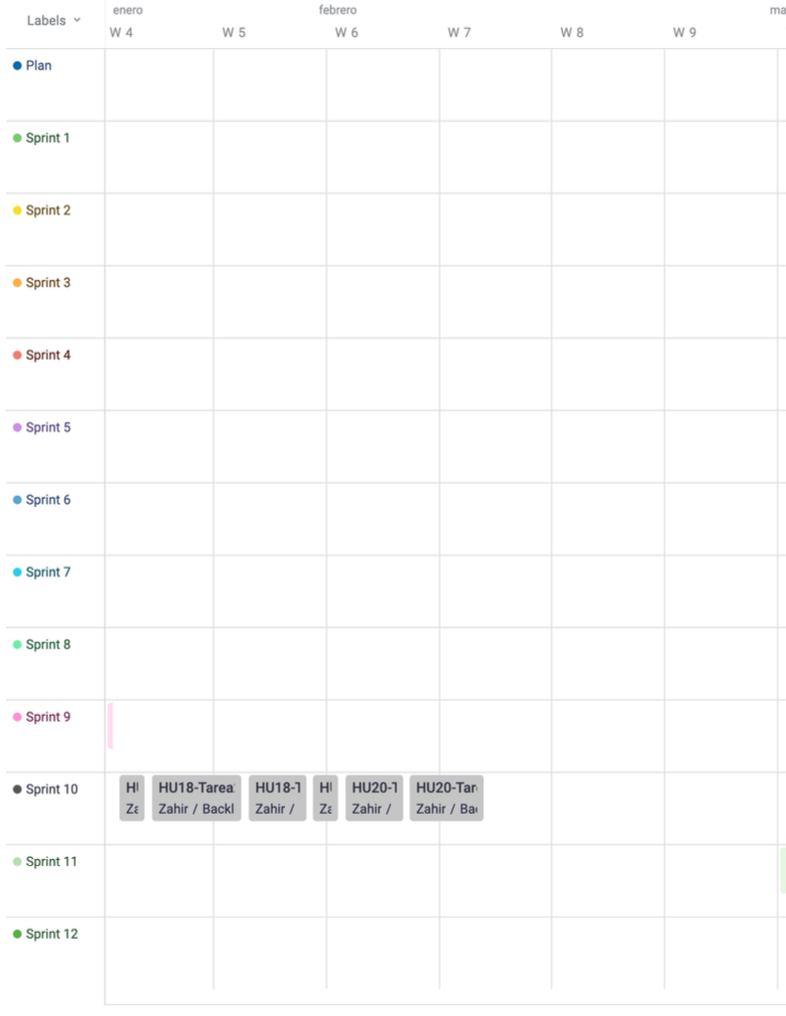 enero
febrero
ma
Labels
W 4
W 5
W 6
W 7
W 8
W 9
Plan
Sprint 1
Sprint 2
Sprint 3
Sprint 4
Sprint 5
Sprint 6
Sprint 7
Sprint 8
Sprint 9
Sprint 10
HU18-Tarea
HU18-T
HU20-T
HU20-Tar
Za
Zahir / Backl
Zahir /
Za
Zahir /
Zahir / Ba
Sprint 11
Sprint 12